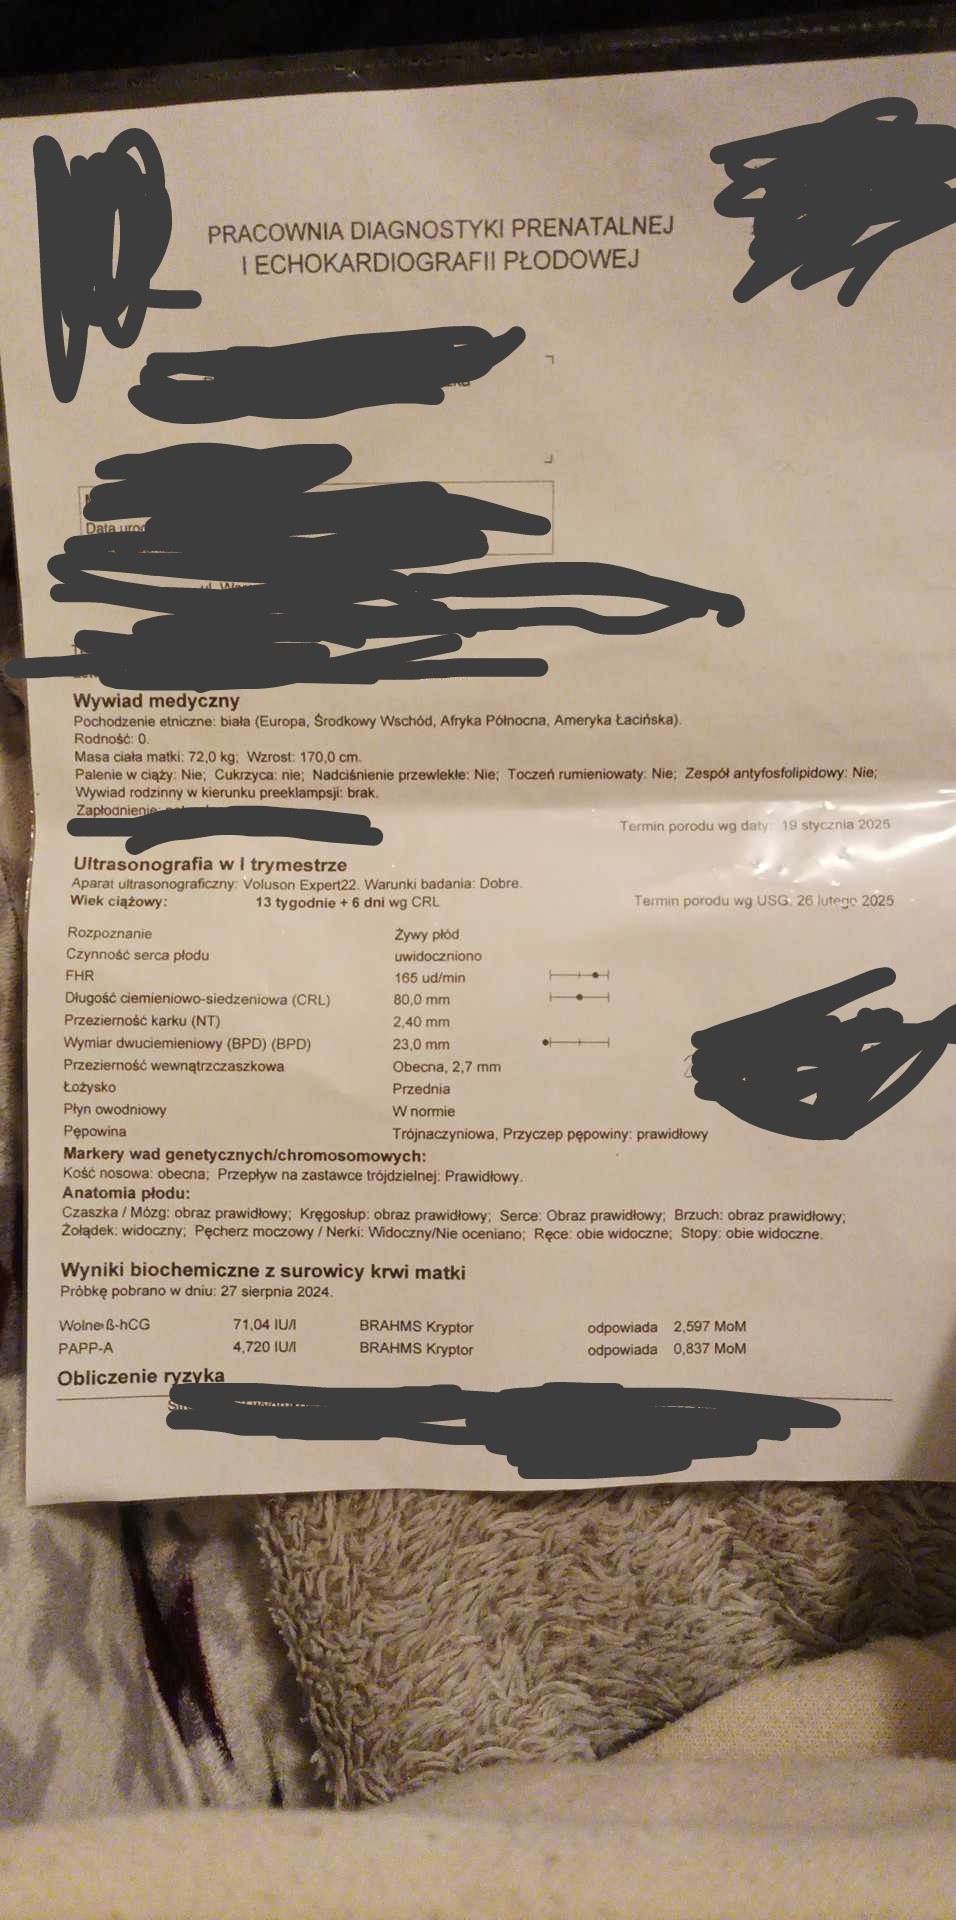 PRACOWNIA DIAGNOSTYKI PRENATALNEJ
I ECHOKARDIOGRAFII PŁODOWEJ
Data
ul.
Wywiad medyczny
Pochodzenie etniczne: biała (Europa, Środkowy Wschód, Afryka Północna, Ameryka Łacińska).
Rodność: 0.
Masa ciała matki: 72,0 kg; Wzrost: 170,0 cm.
Palenie w ciąży: Nie; Cukrzyca: nie; Nadciśnienie przewlekłe: Nie; Toczeń rumieniowaty: Nie; Zespół antyfosfolipidowy: Nie;
Wywiad rodzinny w kierunku preeklampsji: brak.
Zapłodnienie:
Termin porodu wg daty: 19 stycznia 2025
Ultrasonografia w I trymestrze
Aparat ultrasonograficzny: Voluson Expert22. Warunki badania: Dobre.
Wiek ciążowy: 13 tygodnie + 6 dni wg CRL Termin porodu wg USG: 26 lutego 2025
Rozpoznanie Żywy płód
Czynność serca płodu uwidoczniono
FHR 165 ud/min
Długość ciemieniowo-siedzeniowa (CRL) 80,0 mm
Przezierność karku (NT) 2,40 mm
Wymiar dwuciemieniowy (BPD) (BPD) 23,0 mm
Przezierność wewnątrzczaszkowa Obecna, 2,7 mm
Łożysko Przednia
Płyn owodniowy W normie
Pępowina Trójnaczyniowa, Przyczep pępowiny: prawidłowy
Markery wad genetycznych/chromosomowych:
Kość nosowa: obecna; Przepływ na zastawce trójdzielnej: Prawidłowy.
Anatomia płodu:
Czaszka / Mózg: obraz prawidłowy; Kręgosłup: obraz prawidłowy; Serce: Obraz prawidłowy; Brzuch: obraz prawidłowy;
Żołądek: widoczny; Pęcherz moczowy / Nerki: Widoczny/Nie oceniano; Ręce: obie widoczne; Stopy: obie widoczne.
Wyniki biochemiczne z surowicy krwi matki
Próbkę pobrano w dniu: 27 sierpnia 2024.
Wolne ß-hCG 71,04 IU/l BRAHMS Kryptor odpowiada 2,597 MoM
PAPP-A 4,720 IU/l BRAHMS Kryptor odpowiada 0,837 MoM
Obliczenie ryzyka